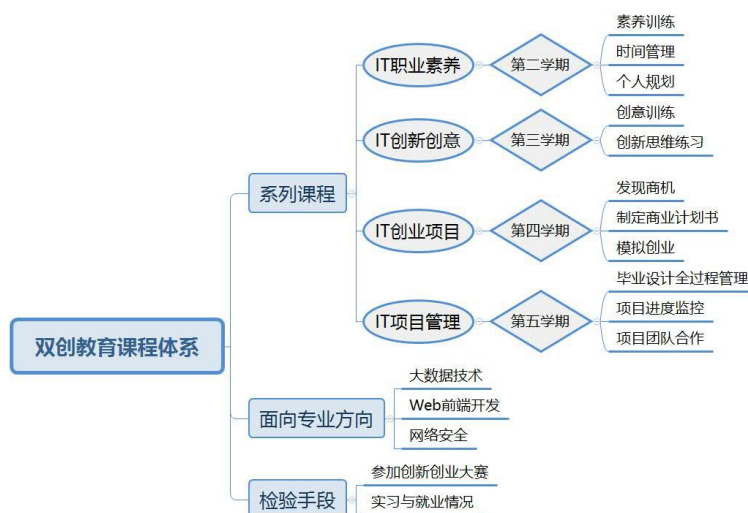 双创教育课程体系
系列课程
IT职业素养
第二学期
素养训练
时间管理
个人规划
IT创新创意
第三学期
创意训练
创新思维练习
IT创业项目
第四学期
发现商机
制定商业计划书
模拟创业
IT项目管理
第五学期
毕业设计全过程管理
项目进度监控
项目团队合作
面向专业方向
大数据技术
Web前端开发
网络安全
检验手段
参加创新创业大赛
实习与就业情况